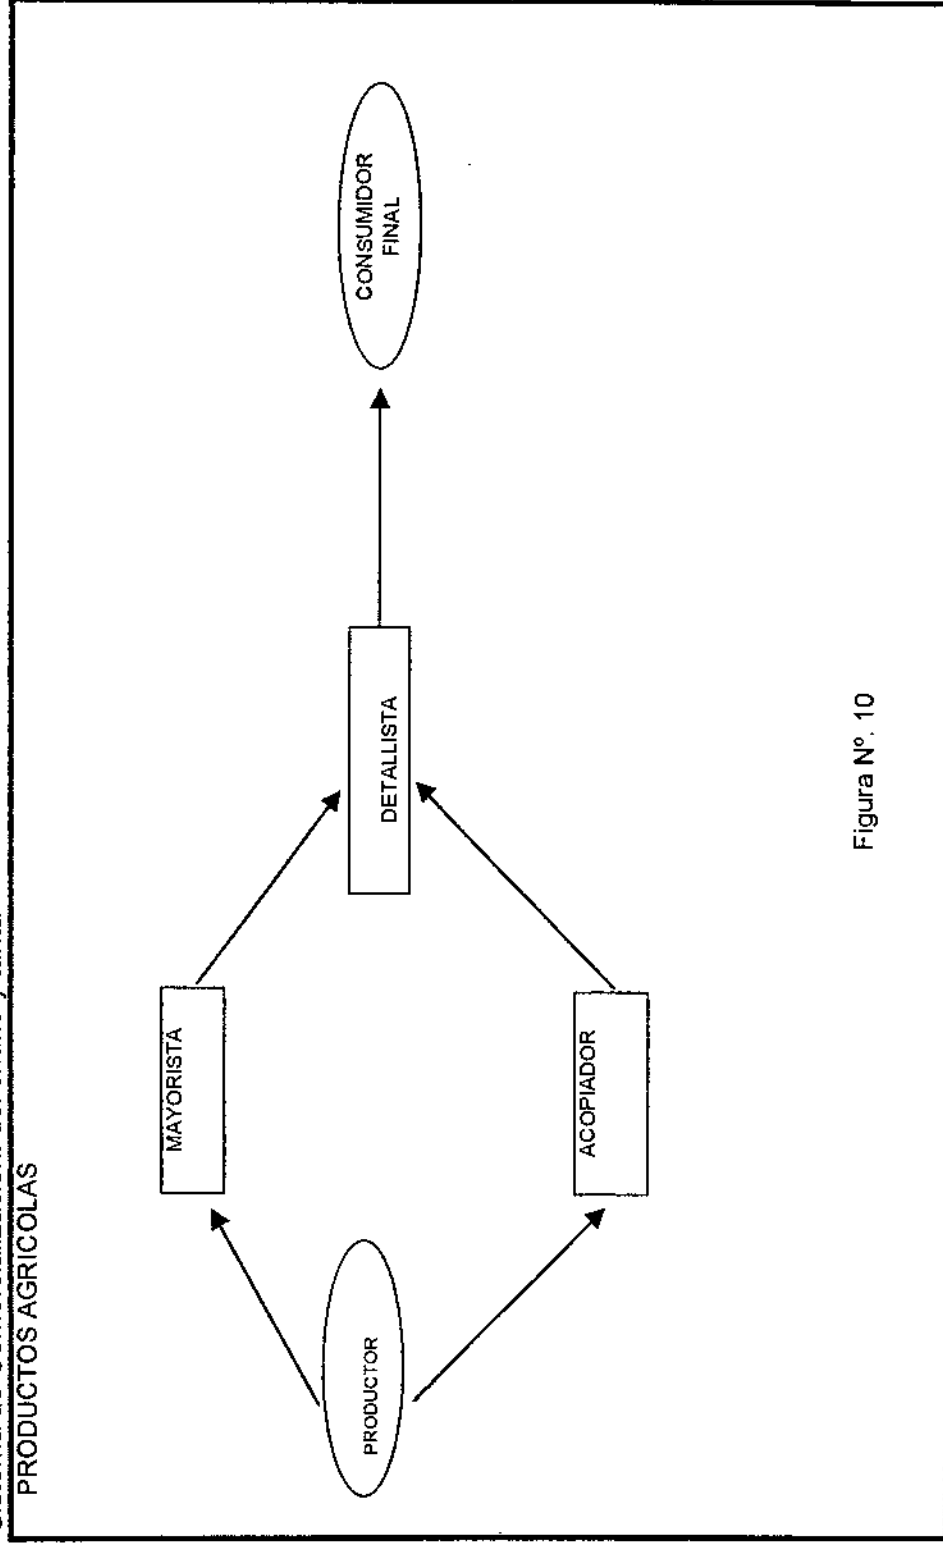 PRODUCTOS AGRICOLAS
MAYORISTA
PRODUCTOR
DETALLISTA
CONSUMIDOR
FINAL
ACOPIADOR
Figura Nº. 10